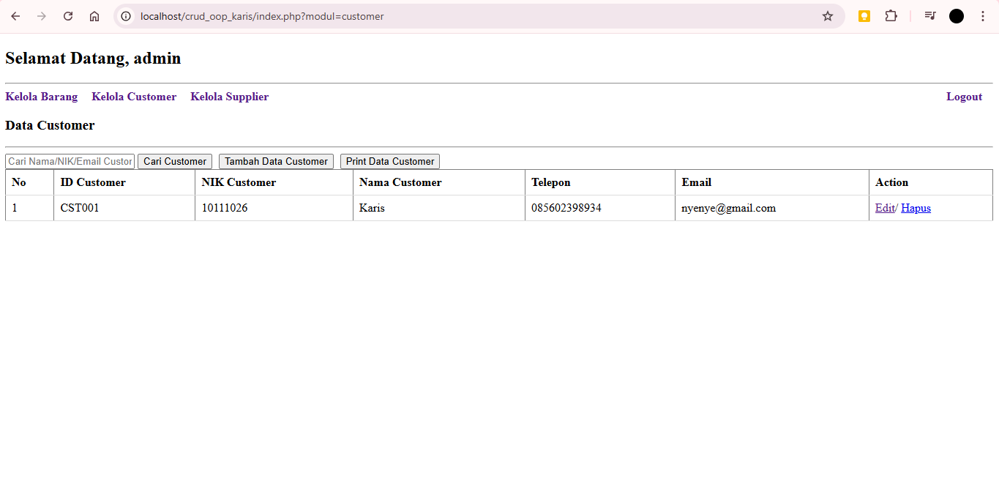 localhost/crud_oop_karis/index.php?modul=customer
Selamat Datang, admin
Kelola Barang Kelola Customer Kelola Supplier Logout
Data Customer
Cari Nama/NIK/Email Custor Cari Customer Tambah Data Customer Print Data Customer
No ID Customer NIK Customer Nama Customer Telepon Email Action
1 CST001 10111026 Karis 085602398934 nyenye@gmail.com Edit/ Hapus